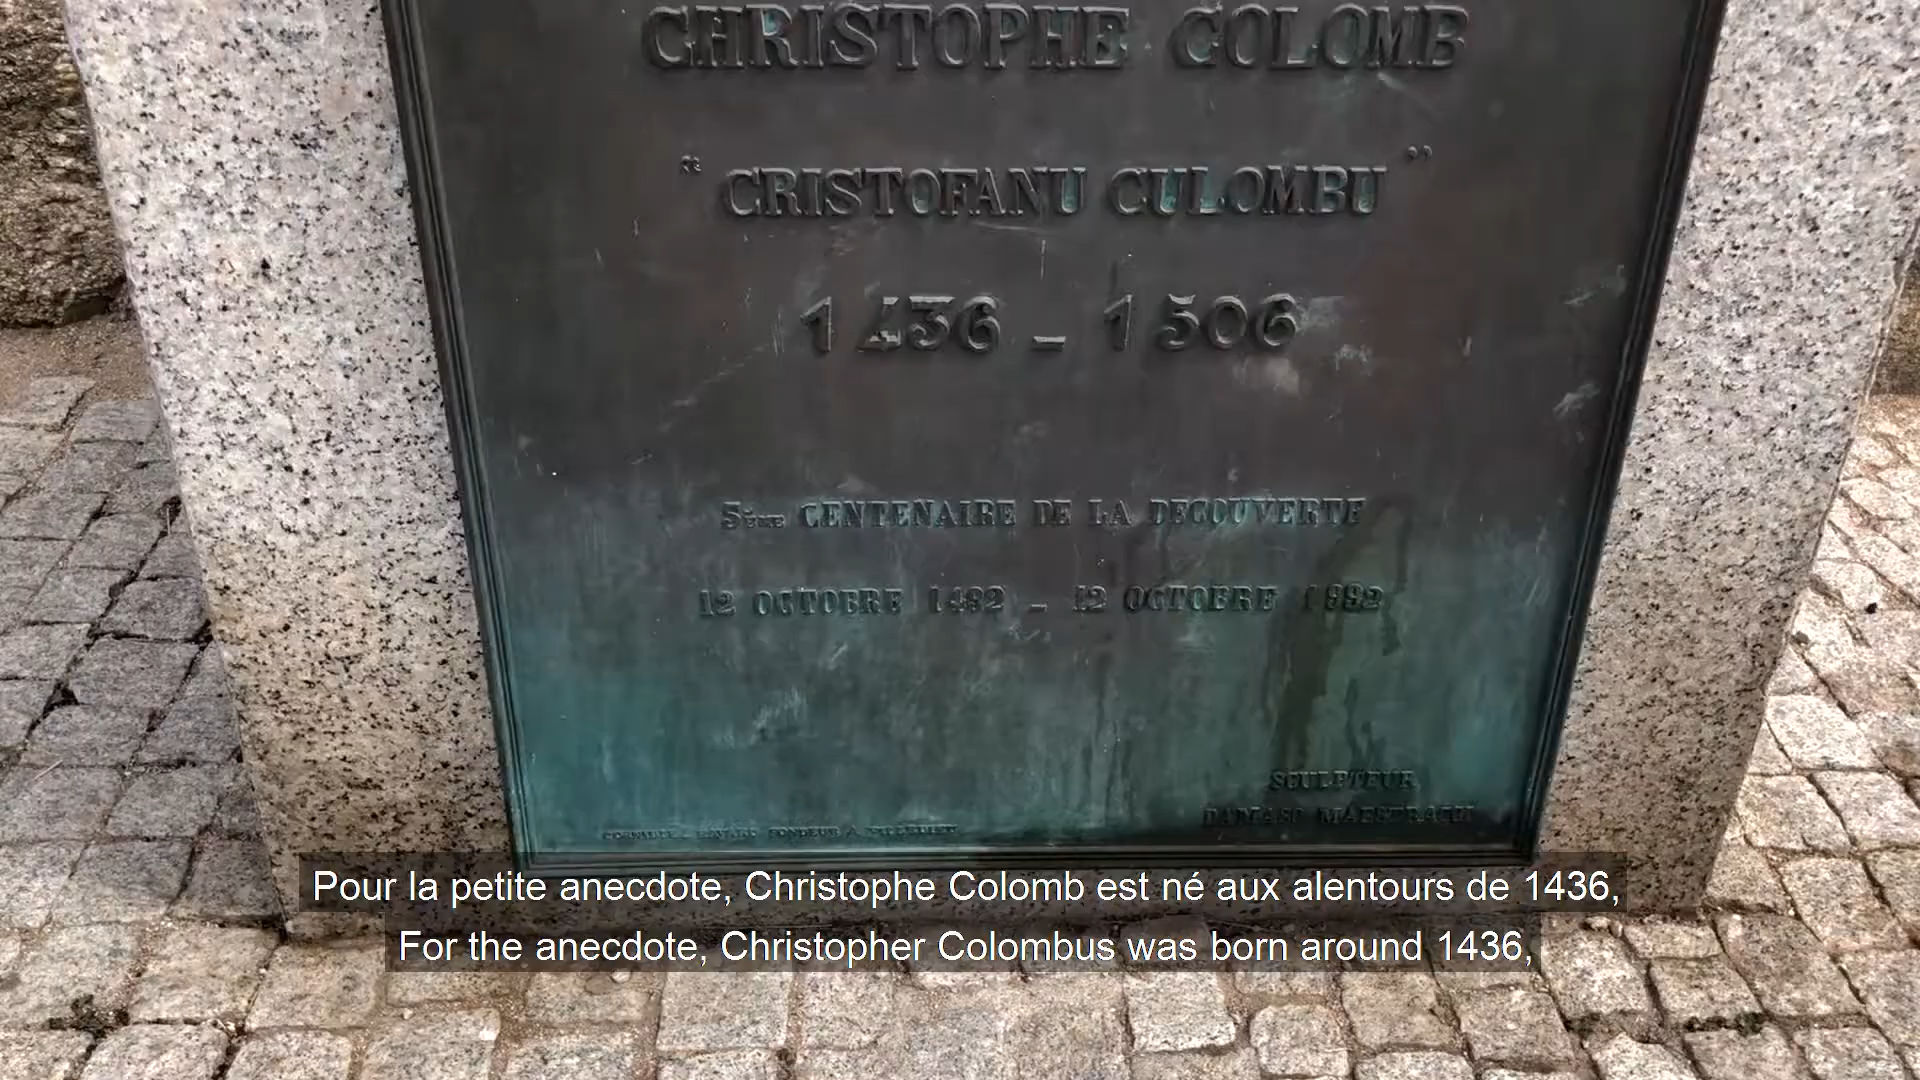 CHRISTOPHE COLOMB
“ CRISTOFANU CULOMBU ”
1436 - 1506
5ème CENTENAIRE DE LA DECOUVERTE
12 OCTOBRE 1492 - 12 OCTOBRE 1992
SCULPTEUR
DAMASO MAESTRACCI
FONDEUR A
Pour la petite anecdote, Christophe Colomb est né aux alentours de 1436,
For the anecdote, Christopher Colombus was born around 1436,